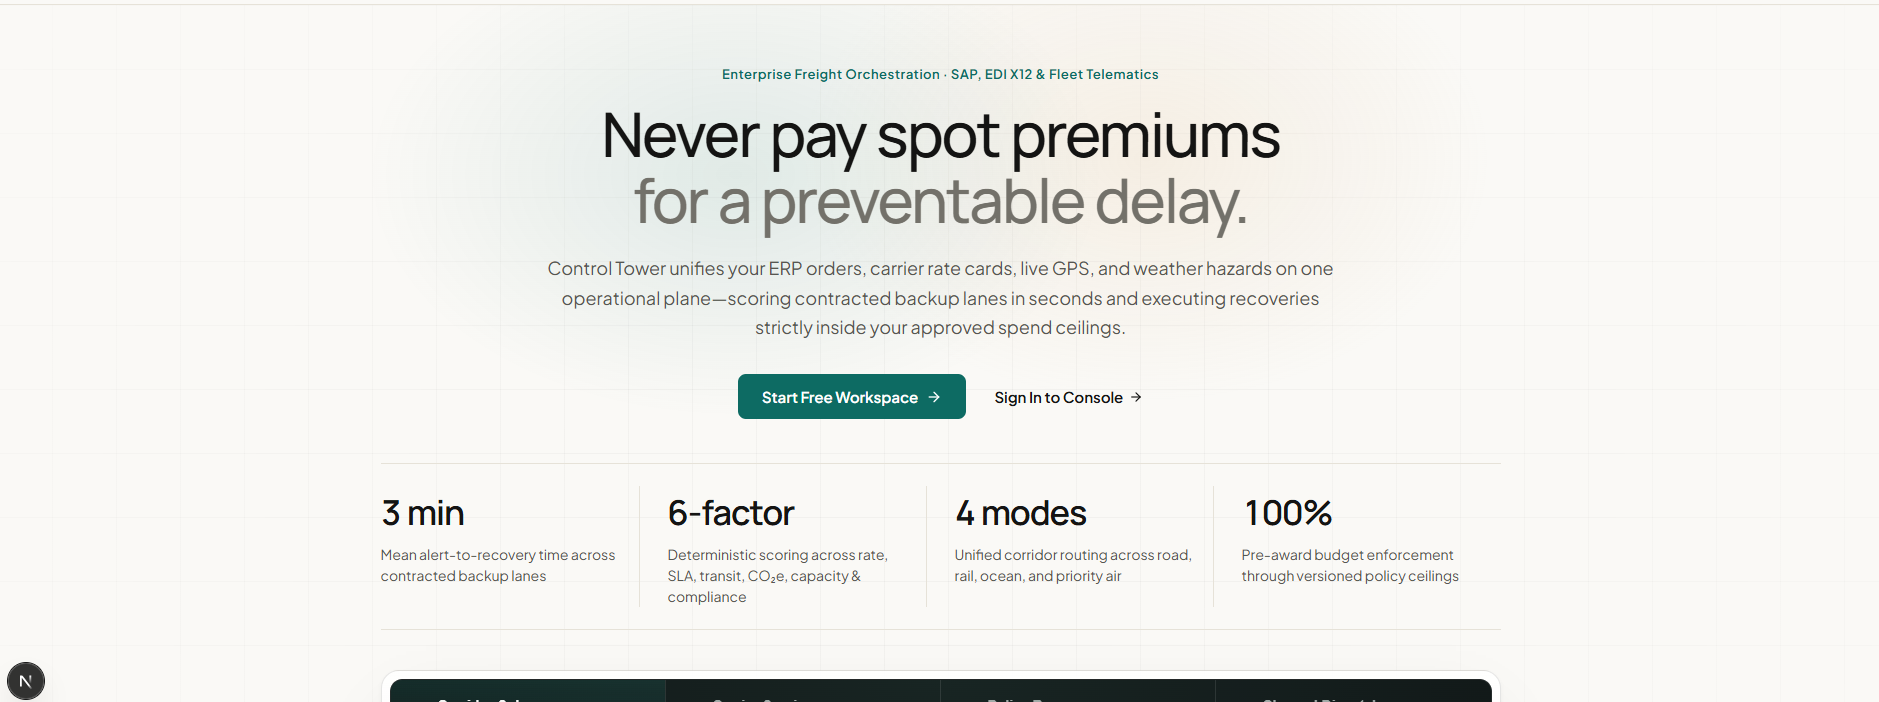 Enterprise Freight Orchestration · SAP, EDI X12 & Fleet Telematics
Never pay spot premiums
for a preventable delay.
Control Tower unifies your ERP orders, carrier rate cards, live GPS, and weather hazards on one
operational plane—scoring contracted backup lanes in seconds and executing recoveries
strictly inside your approved spend ceilings.
Start Free Workspace →
Sign In to Console →
3 min
Mean alert-to-recovery time across
contracted backup lanes
6-factor
Deterministic scoring across rate,
SLA, transit, CO₂e, capacity &
compliance
4 modes
Unified corridor routing across road,
rail, ocean, and priority air
100%
Pre-award budget enforcement
through versioned policy ceilings
N